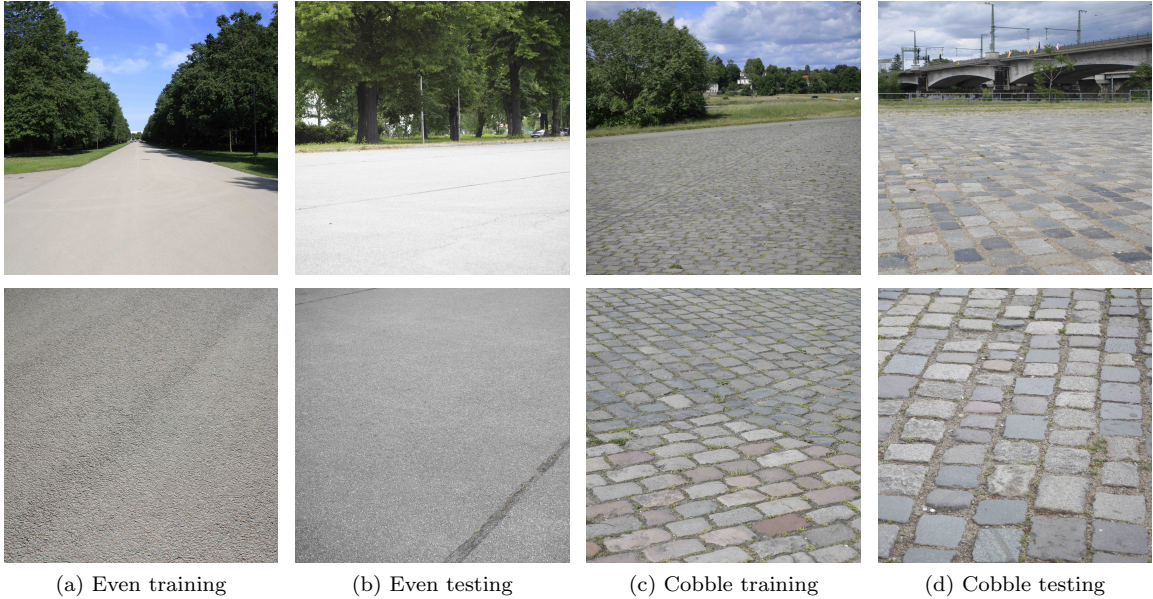 (a) Even training
(b) Even testing
(c) Cobble training
(d) Cobble testing